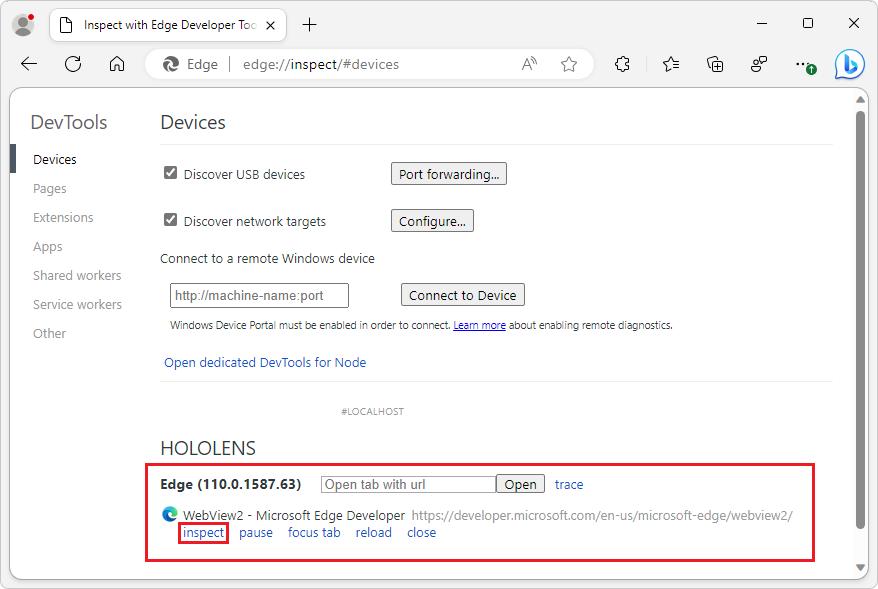 Inspect with Edge Developer Too
Edge | edge://inspect/#devices
DevTools
Devices
Pages
Extensions
Apps
Shared workers
Service workers
Other
Devices
Discover USB devices Port forwarding...
Discover network targets Configure...
Connect to a remote Windows device
http://machine-name:port Connect to Device
Windows Device Portal must be enabled in order to connect. Learn more about enabling remote diagnostics.
Open dedicated DevTools for Node
#LOCALHOST
HOLOLENS
Edge (110.0.1587.63) Open tab with url Open trace
WebView2 - Microsoft Edge Developer https://developer.microsoft.com/en-us/microsoft-edge/webview2/
inspect pause focus tab reload close